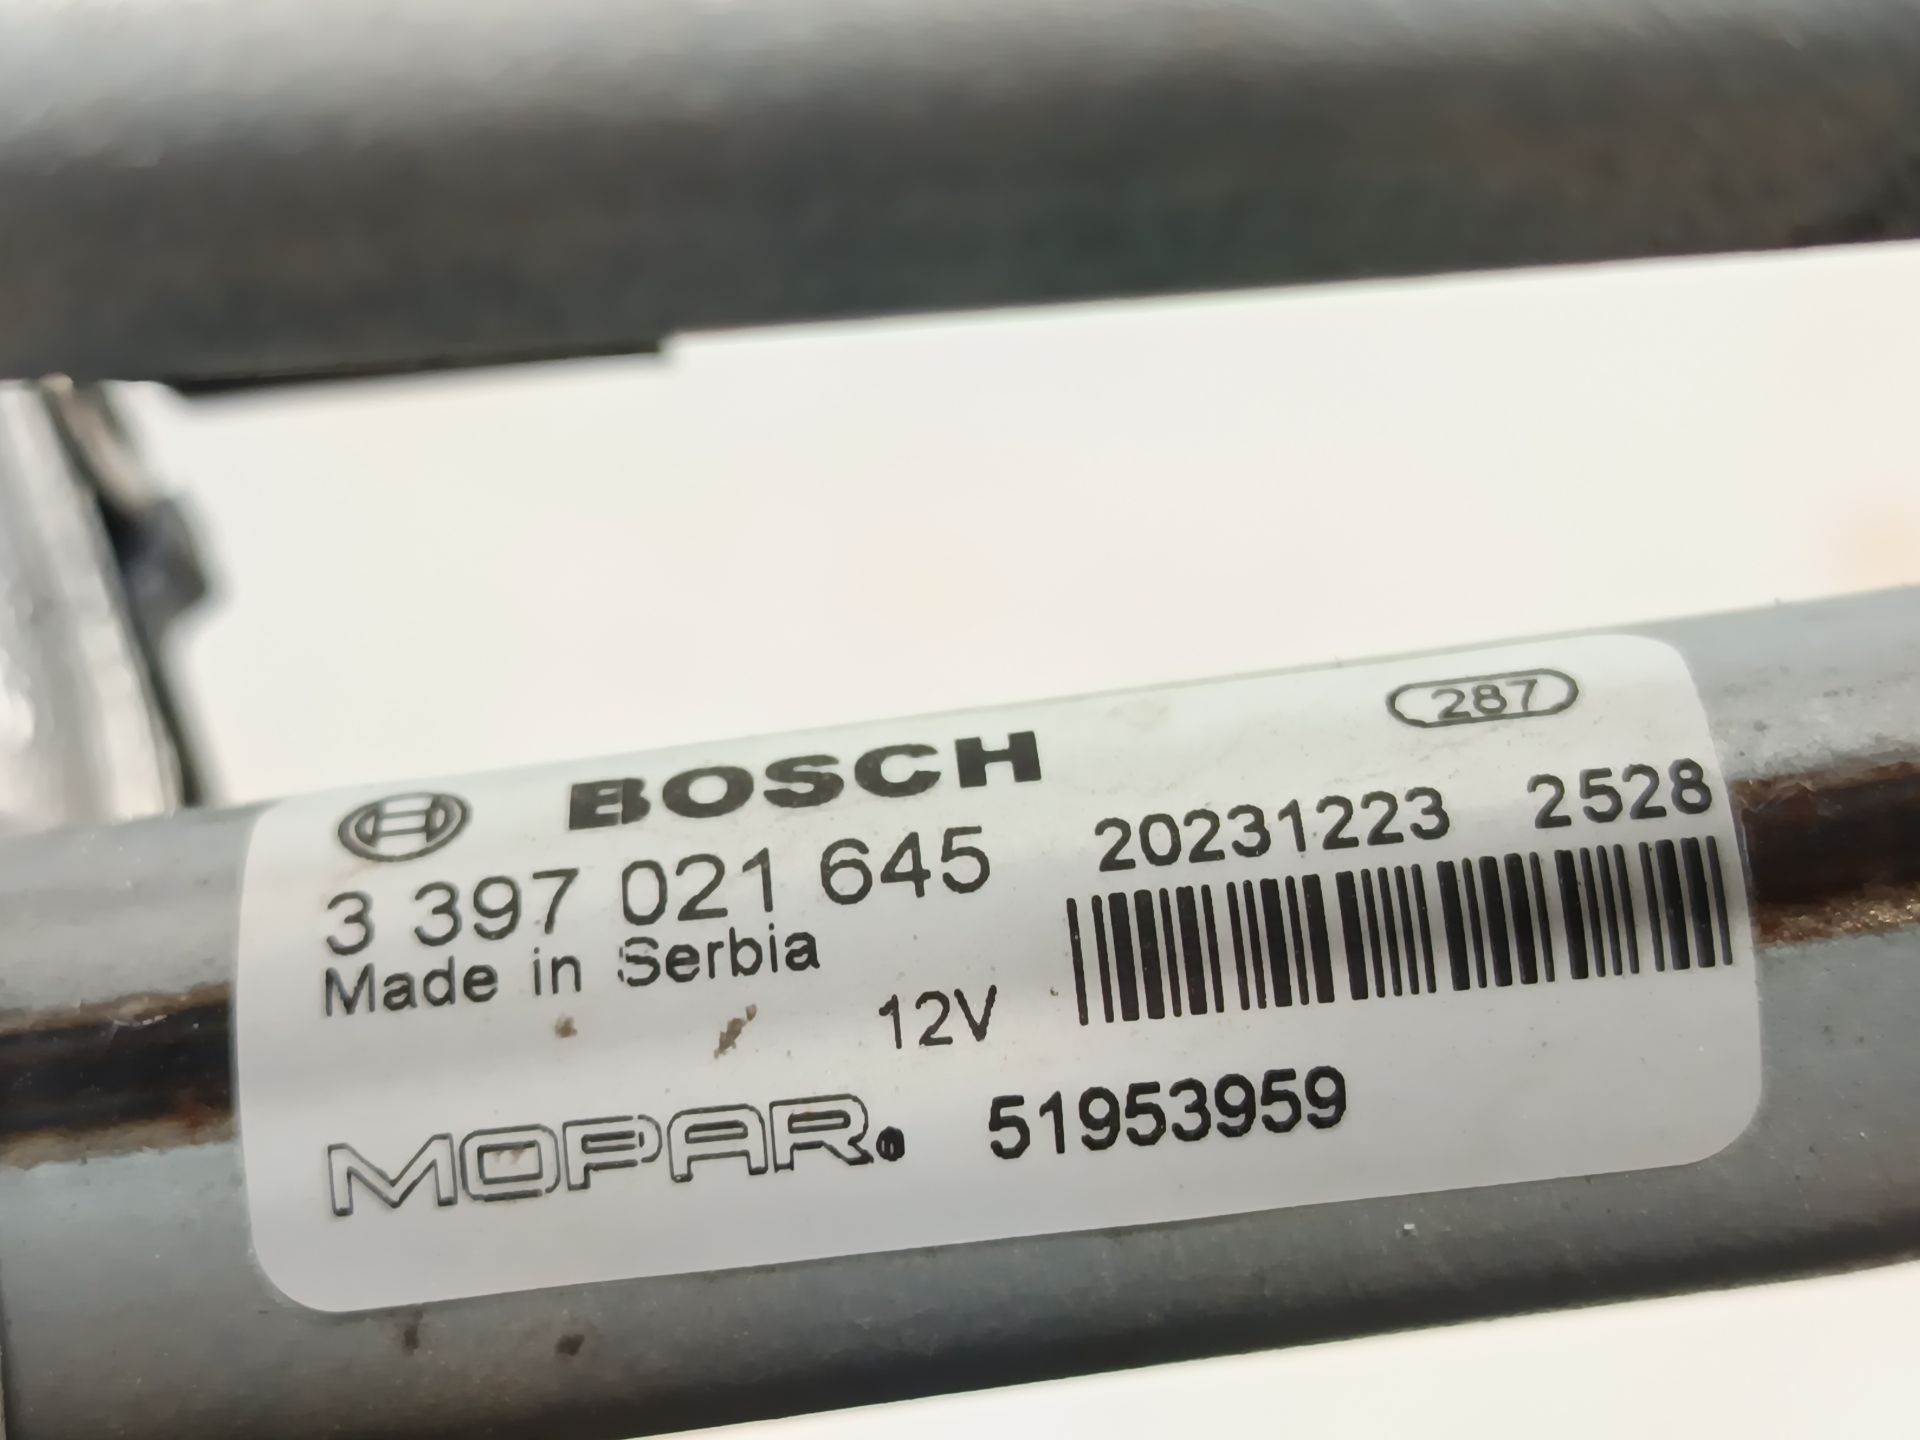 287
BOSCH
3 397 021 645
20231223 2528
Made in Serbia
12V
MOPAR. 51953959